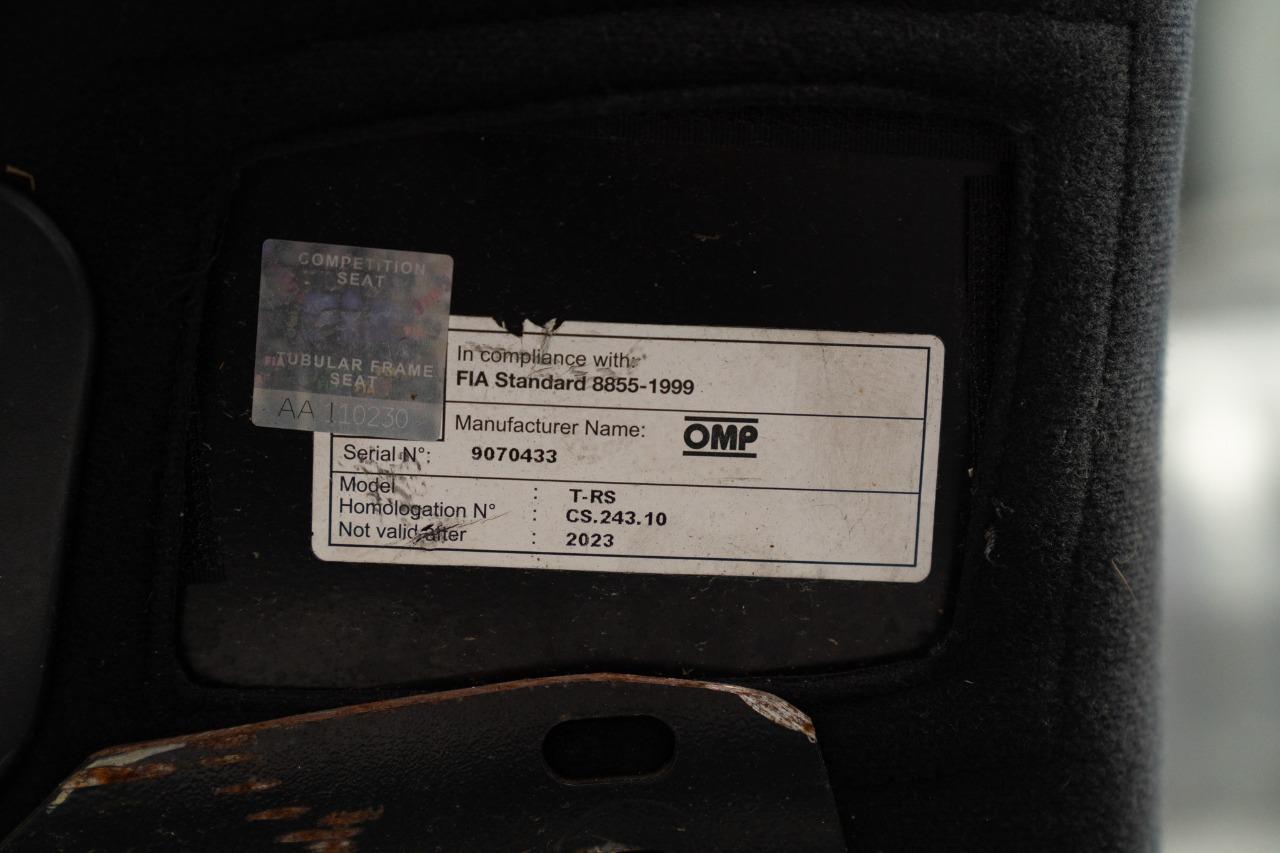 COMPETITION
SEAT
TUBULAR FRAME
SEAT
AA 110230
In compliance with:
FIA Standard 8855-1999
Manufacturer Name: OMP
Serial N°: 9070433
Model : T-RS
Homologation N° : CS.243.10
Not valid after : 2023